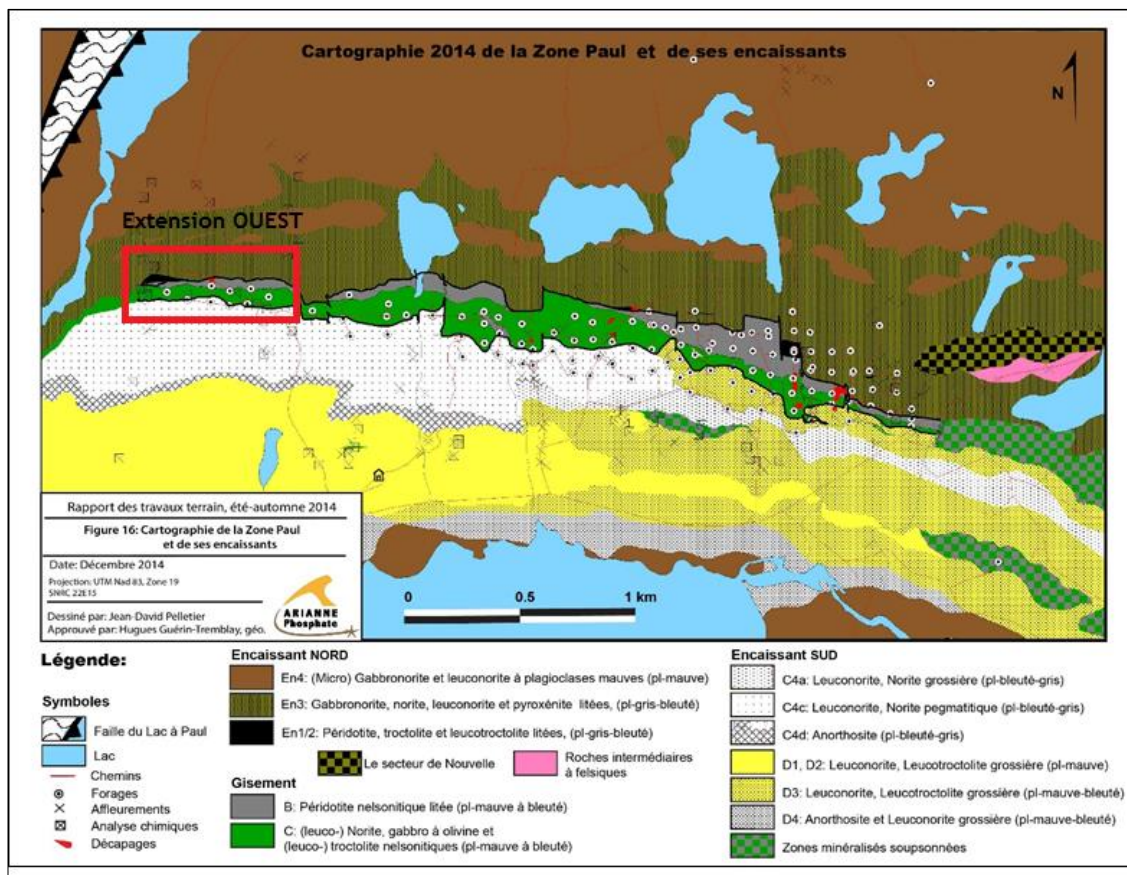 Cartographie 2014 de la Zone Paul et de ses encaissants
N
Extension OUEST
Rapport des travaux terrain, été-automne 2014
Figure 16: Cartographie de la Zone Paul
et de ses encaissants
Date: Décembre 2014
Projection: UTM Nad 83, Zone 19
SNRC 22E15
Dessiné par: Jean-David Pelletier
Approuvé par: Hugues Guérin-Tremblay, géo.
ARIANNE
Phosphate
0 0.5 1 km
Légende:
Symboles
Faille du Lac à Paul
Lac
Chemins
Forages
Affleurements
Analyse chimiques
Décapages
Encaissant NORD
En4: (Micro) Gabbronorite et leuconorite à plagioclases mauves (pl-mauve)
En3: Gabbronorite, norite, leuconorite et pyroxénite litées, (pl-gris-bleuté)
En1/2: Péridotite, troctolite et leucotroctolite litées, (pl-gris-bleuté)
Le secteur de Nouvelle
Roches intermédiaires
à felsiques
Gisement
B: Péridotite nelsonitique litée (pl-mauve à bleuté)
C: (leuco-) Norite, gabbro à olivine et
(leuco-) troctolite nelsonitiques (pl-mauve à bleuté)
Encaissant SUD
C4a: Leuconorite, Norite grossière (pl-bleuté-gris)
C4c: Leuconorite, Norite pegmatitique (pl-bleuté-gris)
C4d: Anorthosite (pl-bleuté-gris)
D1, D2: Leuconorite, Leucotroctolite grossière (pl-mauve)
D3: Leuconorite, Leucotroctolite grossière (pl-mauve-bleuté)
D4: Anorthosite et Leuconorite grossière (pl-mauve-bleuté)
Zones minéralisés soupsonnées